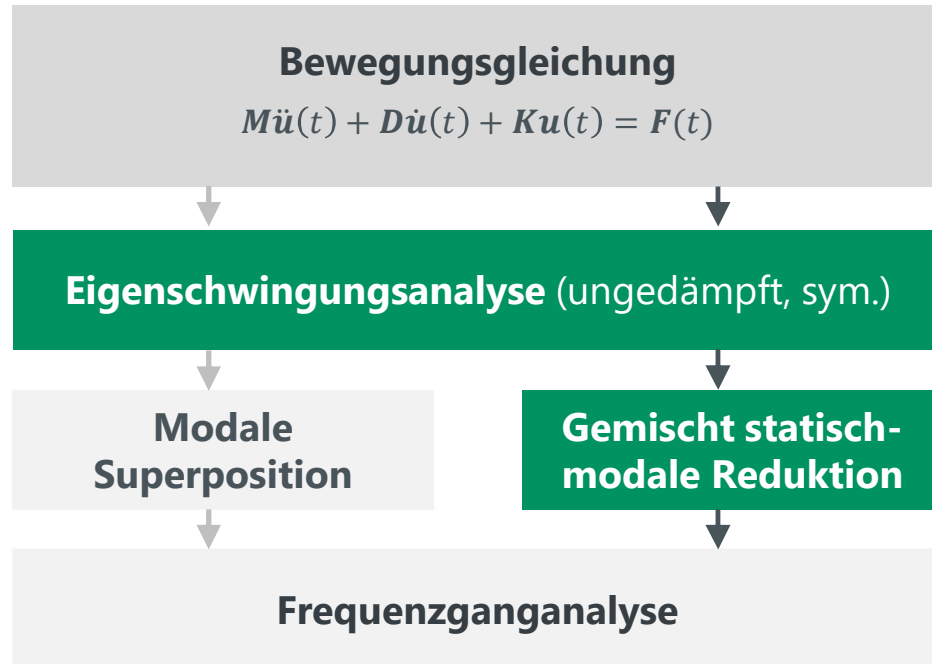 Bewegungsgleichung
Mü(t) + Du̇(t) + Ku(t) = F(t)
Eigenschwingungsanalyse (ungedämpft, sym.)
Modale
Superposition
Gemischt statisch-
modale Reduktion
Frequenzganganalyse